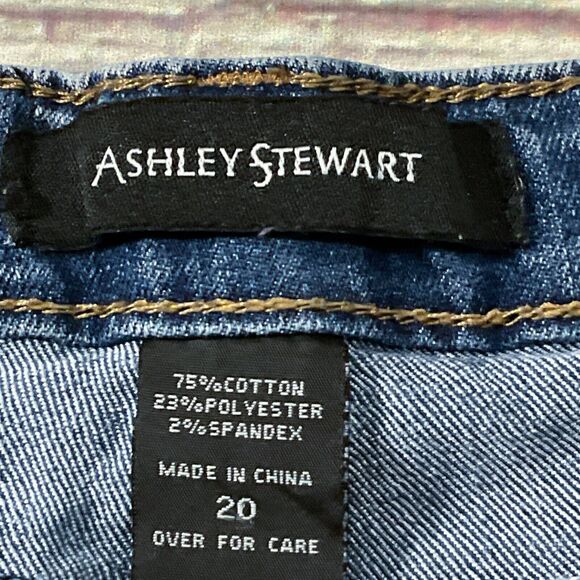 ASHLEY STEWART
75%COTTON
23%POLYESTER
2%SPANDEX
MADE IN CHINA
20
OVER FOR CARE